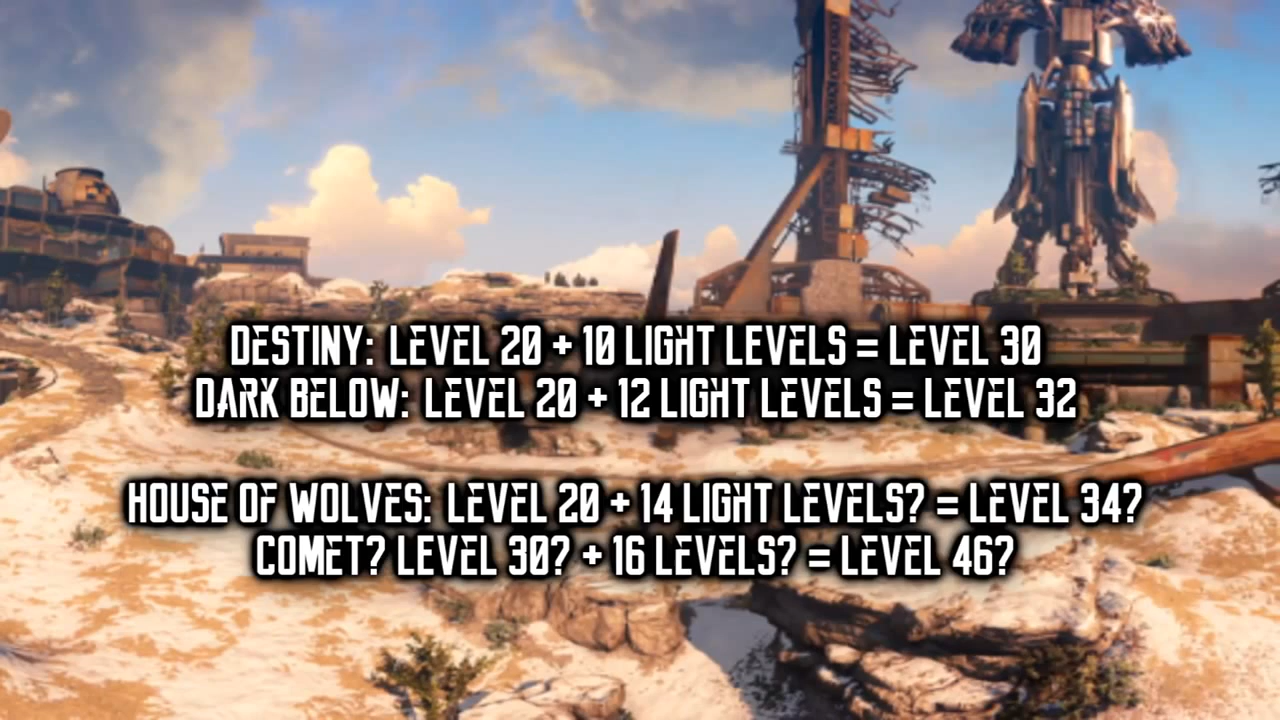 DESTINY: LEVEL 20 + 10 LIGHT LEVELS = LEVEL 30
DARK BELOW: LEVEL 20 + 12 LIGHT LEVELS = LEVEL 32
HOUSE OF WOLVES: LEVEL 20 + 14 LIGHT LEVELS? = LEVEL 34?
COMET? LEVEL 30? + 16 LEVELS? = LEVEL 46?